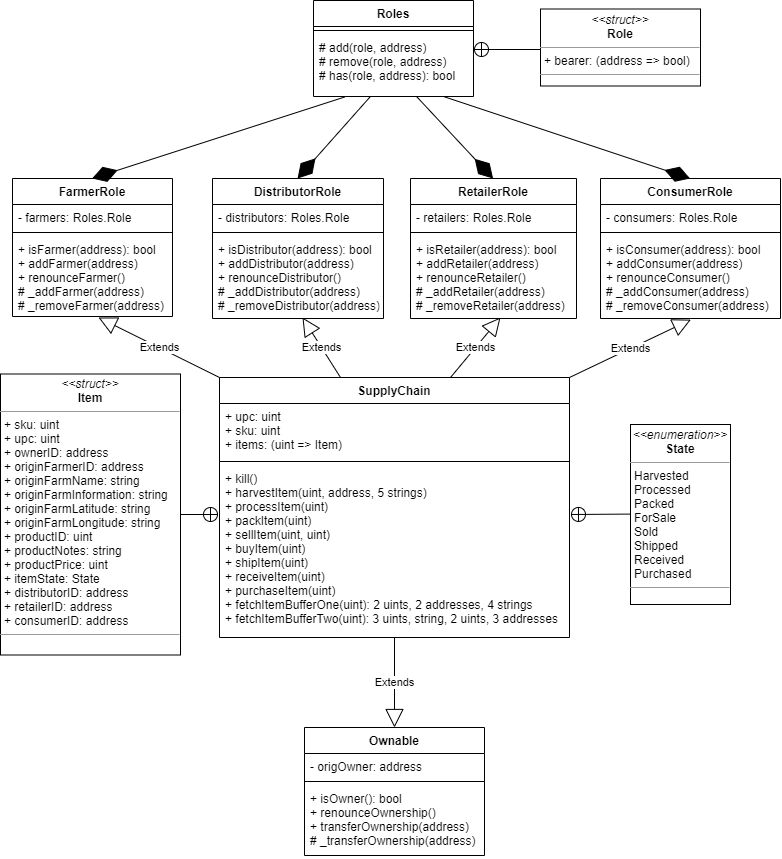 Roles
# add(role, address)
# remove(role, address)
# has(role, address): bool
<<struct>>
Role
+ bearer: (address => bool)
FarmerRole
- farmers: Roles.Role
+ isFarmer(address): bool
+ addFarmer(address)
+ renounceFarmer()
# _addFarmer(address)
# _removeFarmer(address)
DistributorRole
- distributors: Roles.Role
+ isDistributor(address): bool
+ addDistributor(address)
+ renounceDistributor()
# _addDistributor(address)
# _removeDistributor(address)
RetailerRole
- retailers: Roles.Role
+ isRetailer(address): bool
+ addRetailer(address)
+ renounceRetailer()
# _addRetailer(address)
# _removeRetailer(address)
ConsumerRole
- consumers: Roles.Role
+ isConsumer(address): bool
+ addConsumer(address)
+ renounceConsumer()
# _addConsumer(address)
# _removeConsumer(address)
Extends
Extends
Extends
Extends
<<struct>>
Item
+ sku: uint
+ upc: uint
+ ownerID: address
+ originFarmerID: address
+ originFarmName: string
+ originFarmInformation: string
+ originFarmLatitude: string
+ originFarmLongitude: string
+ productID: uint
+ productNotes: string
+ productPrice: uint
+ itemState: State
+ distributorID: address
+ retailerID: address
+ consumerID: address
SupplyChain
+ upc: uint
+ sku: uint
+ items: (uint => Item)
+ kill()
+ harvestItem(uint, address, 5 strings)
+ processItem(uint)
+ packItem(uint)
+ sellItem(uint, uint)
+ buyItem(uint)
+ shipItem(uint)
+ receiveItem(uint)
+ purchaseItem(uint)
+ fetchItemBufferOne(uint): 2 uints, 2 addresses, 4 strings
+ fetchItemBufferTwo(uint): 3 uints, string, 2 uints, 3 addresses
<<enumeration>>
State
Harvested
Processed
Packed
ForSale
Sold
Shipped
Received
Purchased
Extends
Ownable
- origOwner: address
+ isOwner(): bool
+ renounceOwnership()
+ transferOwnership(address)
# _transferOwnership(address)